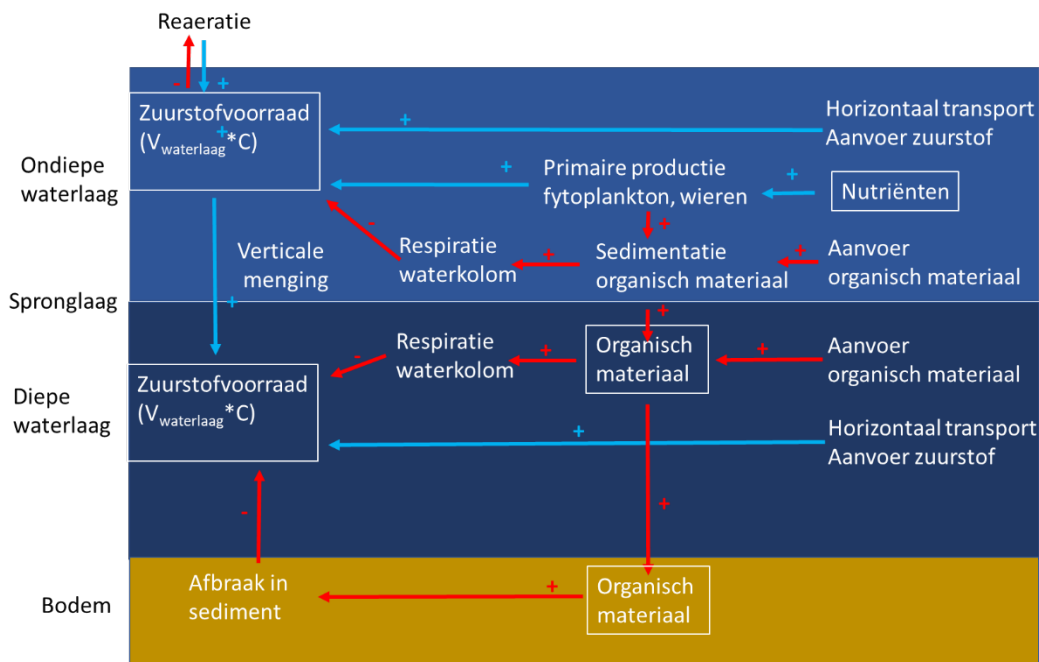 Reaeratie
- +
Zuurstofvoorraad
(Vwaterlaag*C)
+
+
Horizontaal transport
Aanvoer zuurstof
Ondiepe
waterlaag
+
Primaire productie
fytoplankton, wieren
+
Nutriënten
-
+
Verticale
menging
Respiratie
waterkolom
+
Sedimentatie
organisch materiaal
+
Aanvoer
organisch materiaal
Spronglaag
+
+
Zuurstofvoorraad
(Vwaterlaag*C)
-
Respiratie
waterkolom
+
Organisch
materiaal
+
Aanvoer
organisch materiaal
Diepe
waterlaag
+
Horizontaal transport
Aanvoer zuurstof
-
+
Bodem
Afbraak in
sediment
+
Organisch
materiaal